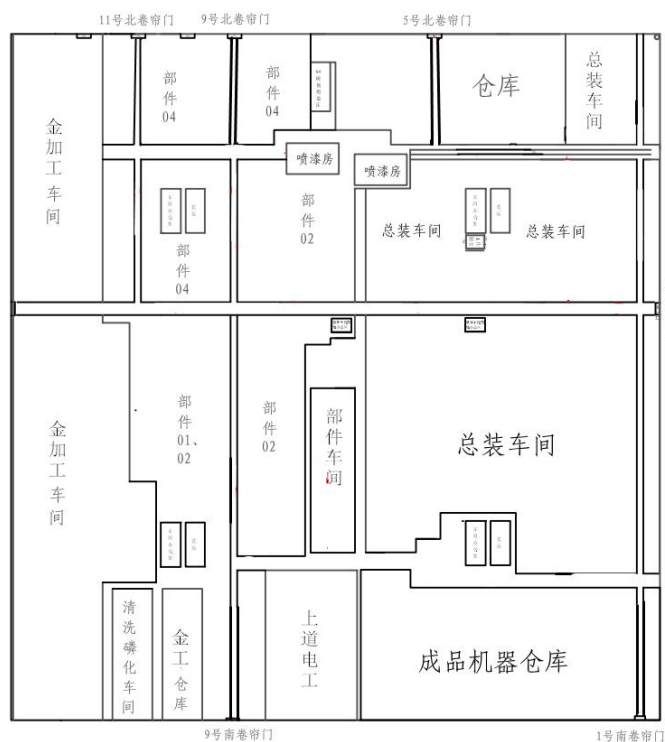 11号北卷帘门
9号北卷帘门
5号北卷帘门
金加工车间
部件04
部件04
仓库
总装车间
喷漆房
喷漆房
部件04
部件02
总装车间
总装车间
金加工车间
部件01、02
部件02
部件车间
总装车间
清洗磷化车间
金工仓库
上道电工
成品机器仓库
9号南卷帘门
1号南卷帘门